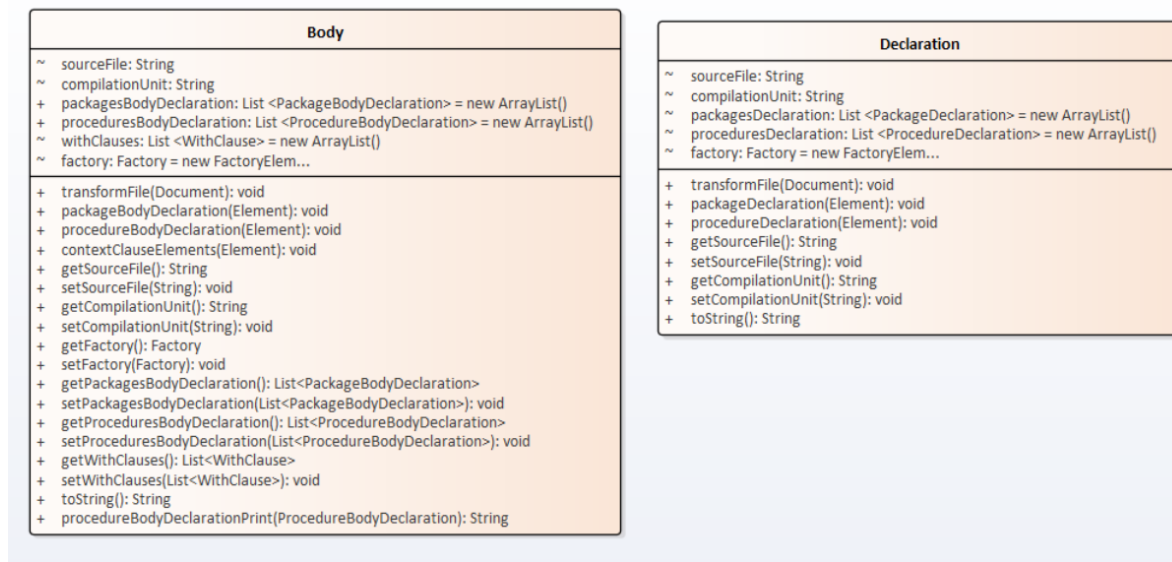 Body
~ sourceFile: String
~ compilationUnit: String
+ packagesBodyDeclaration: List <PackageBodyDeclaration> = new ArrayList()
+ proceduresBodyDeclaration: List <ProcedureBodyDeclaration> = new ArrayList()
~ withClauses: List <WithClause> = new ArrayList()
~ factory: Factory = new FactoryElem...
+ transformFile(Document): void
+ packageBodyDeclaration(Element): void
+ procedureBodyDeclaration(Element): void
+ contextClauseElements(Element): void
+ getSourceFile(): String
+ setSourceFile(String): void
+ getCompilationUnit(): String
+ setCompilationUnit(String): void
+ getFactory(): Factory
+ setFactory(Factory): void
+ getPackagesBodyDeclaration(): List<PackageBodyDeclaration>
+ setPackagesBodyDeclaration(List<PackageBodyDeclaration>): void
+ getProceduresBodyDeclaration(): List<ProcedureBodyDeclaration>
+ setProceduresBodyDeclaration(List<ProcedureBodyDeclaration>): void
+ getWithClauses(): List<WithClause>
+ setWithClauses(List<WithClause>): void
+ toString(): String
+ procedureBodyDeclarationPrint(ProcedureBodyDeclaration): String
Declaration
~ sourceFile: String
~ compilationUnit: String
~ packagesDeclaration: List <PackageDeclaration> = new ArrayList()
~ proceduresDeclaration: List <ProcedureDeclaration> = new ArrayList()
~ factory: Factory = new FactoryElem...
+ transformFile(Document): void
+ packageDeclaration(Element): void
+ procedureDeclaration(Element): void
+ getSourceFile(): String
+ setSourceFile(String): void
+ getCompilationUnit(): String
+ setCompilationUnit(String): void
+ toString(): String